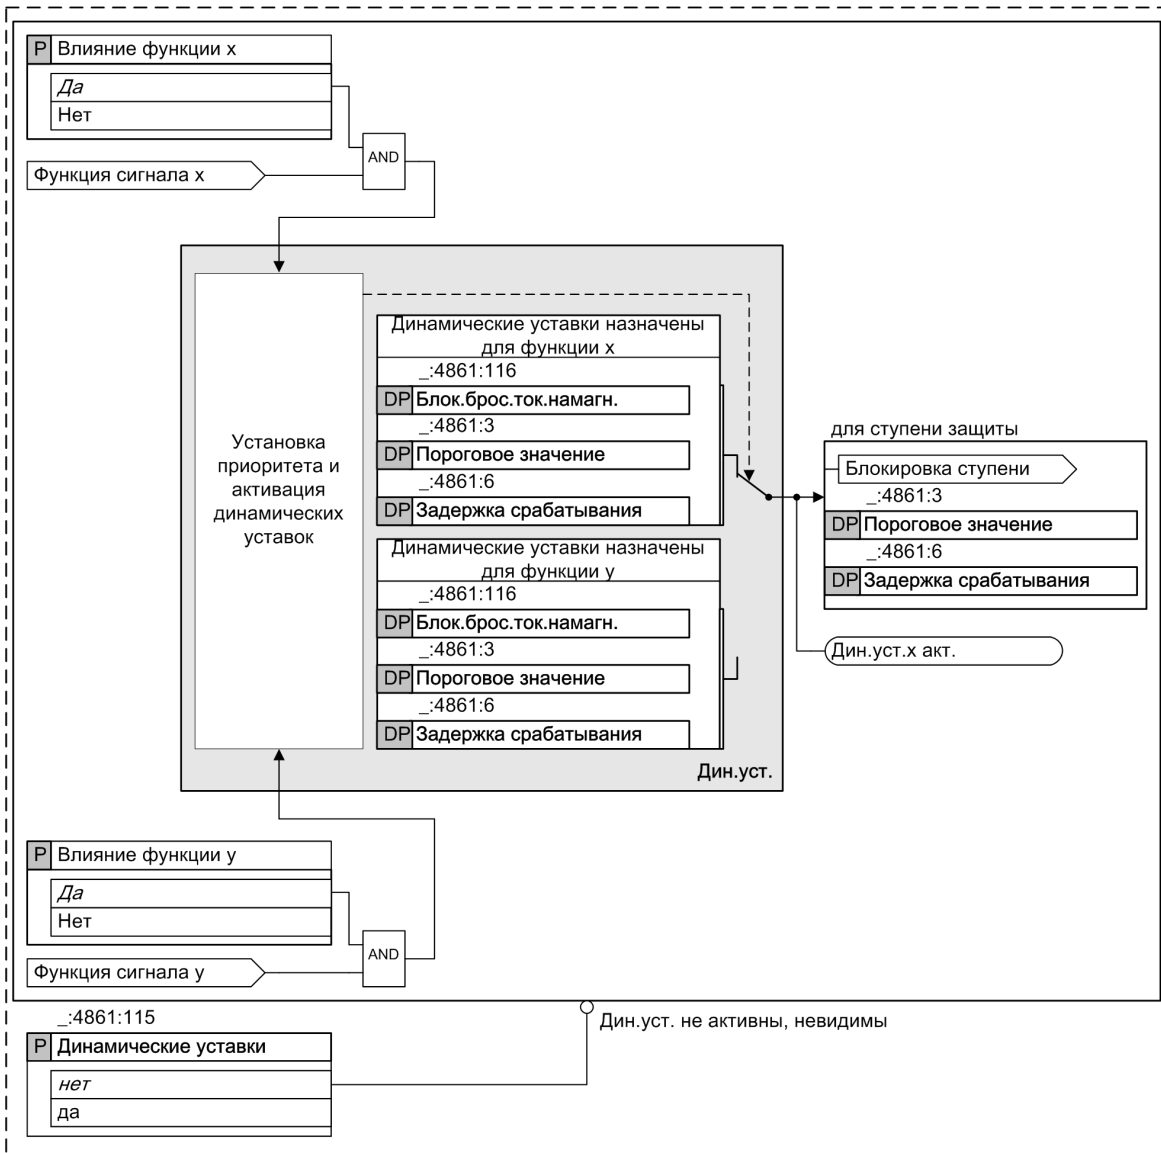 P Влияние функции x
Да
Нет
AND
Функция сигнала x
Установка
приоритета и
активация
динамических
уставок
Динамические уставки назначены
для функции x
_:4861:116
DP Блок.брос.ток.намагн.
_:4861:3
DP Пороговое значение
_:4861:6
DP Задержка срабатывания
Динамические уставки назначены
для функции y
_:4861:116
DP Блок.брос.ток.намагн.
_:4861:3
DP Пороговое значение
_:4861:6
DP Задержка срабатывания
Дин.уст.
для ступени защиты
Блокировка ступени
_:4861:3
DP Пороговое значение
_:4861:6
DP Задержка срабатывания
Дин.уст.x акт.
P Влияние функции y
Да
Нет
AND
Функция сигнала y
_:4861:115
Дин.уст. не активны, невидимы
P Динамические уставки
нет
да